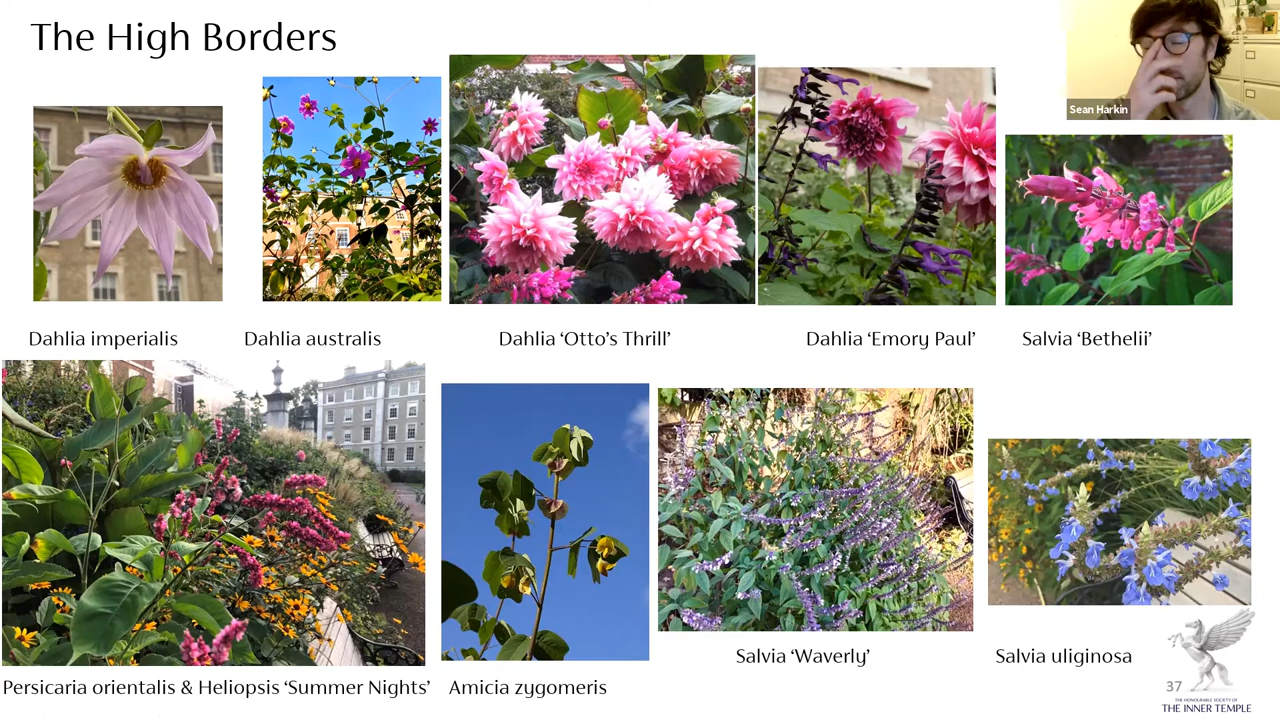 The High Borders
Sean Harkin
Dahlia imperialis
Dahlia australis
Dahlia ‘Otto’s Thrill’
Dahlia ‘Emory Paul’
Salvia ‘Bethelii’
Persicaria orientalis & Heliopsis ‘Summer Nights’
Amicia zygomeris
Salvia ‘Waverly’
Salvia uliginosa
37
THE HONOURABLE SOCIETY OF
THE INNER TEMPLE